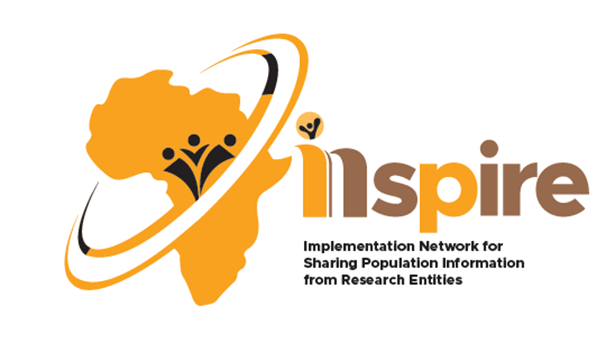 inspire
Implementation Network for
Sharing Population Information
from Research Entities